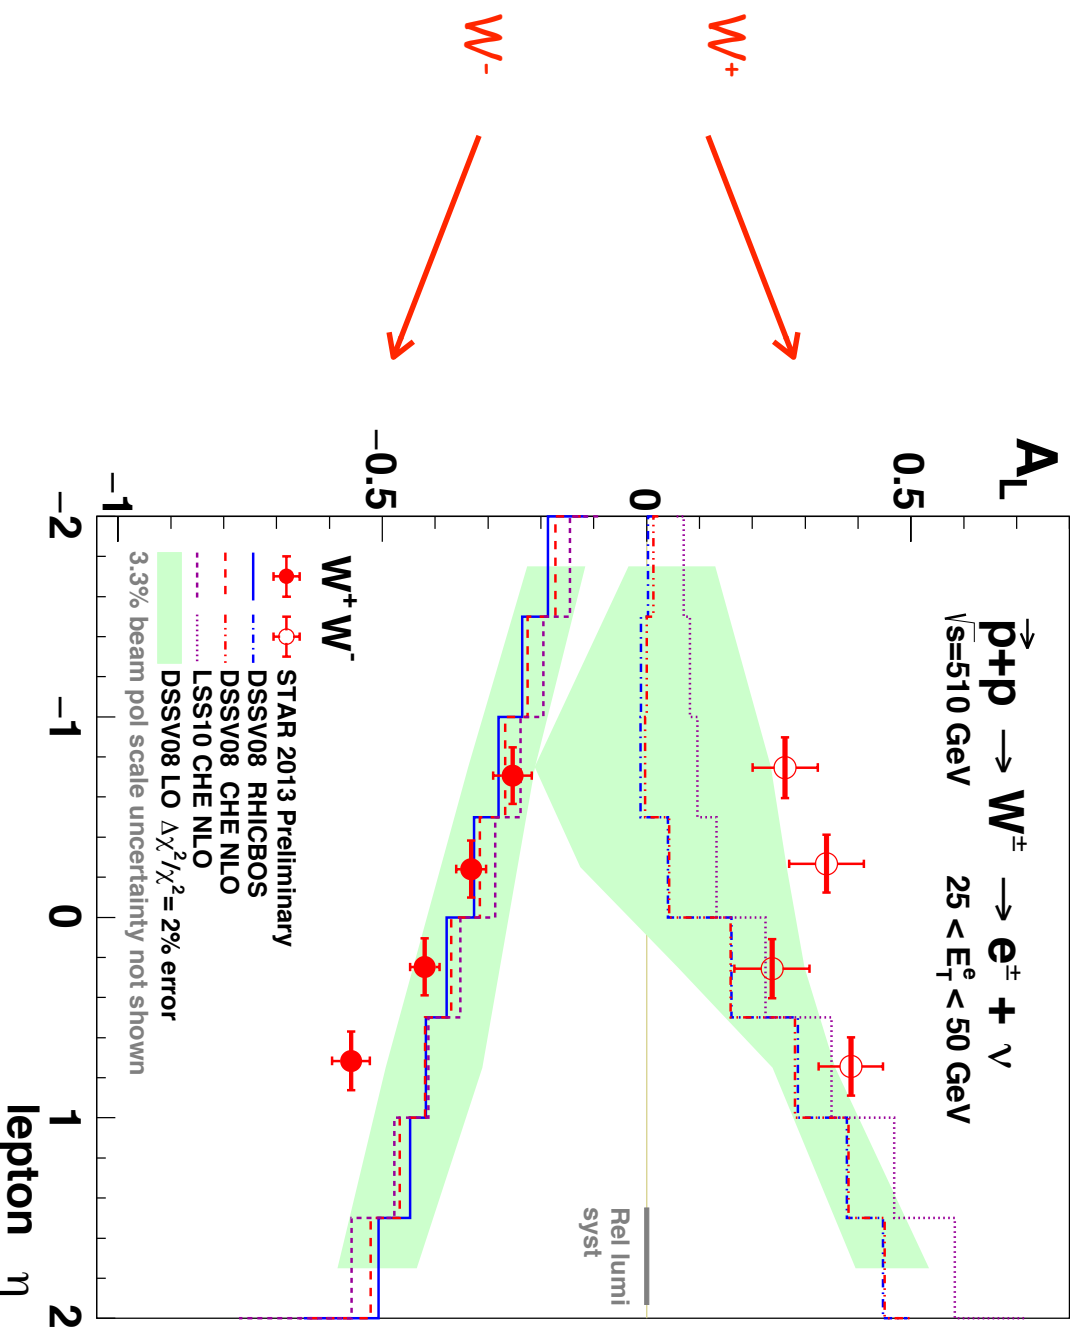 W+
W-
A_L
0.5
0
−0.5
−1
p⃗+p → W± → e± + ν
√s=510 GeV 25 < E_T^e < 50 GeV
Rel lumi
syst
W+ W-
STAR 2013 Preliminary
DSSV08 RHICBOS
DSSV08 CHE NLO
LSS10 CHE NLO
DSSV08 LO Δχ²/χ²= 2% error
3.3% beam pol scale uncertainty not shown
−2 −1 0 1 2
lepton η